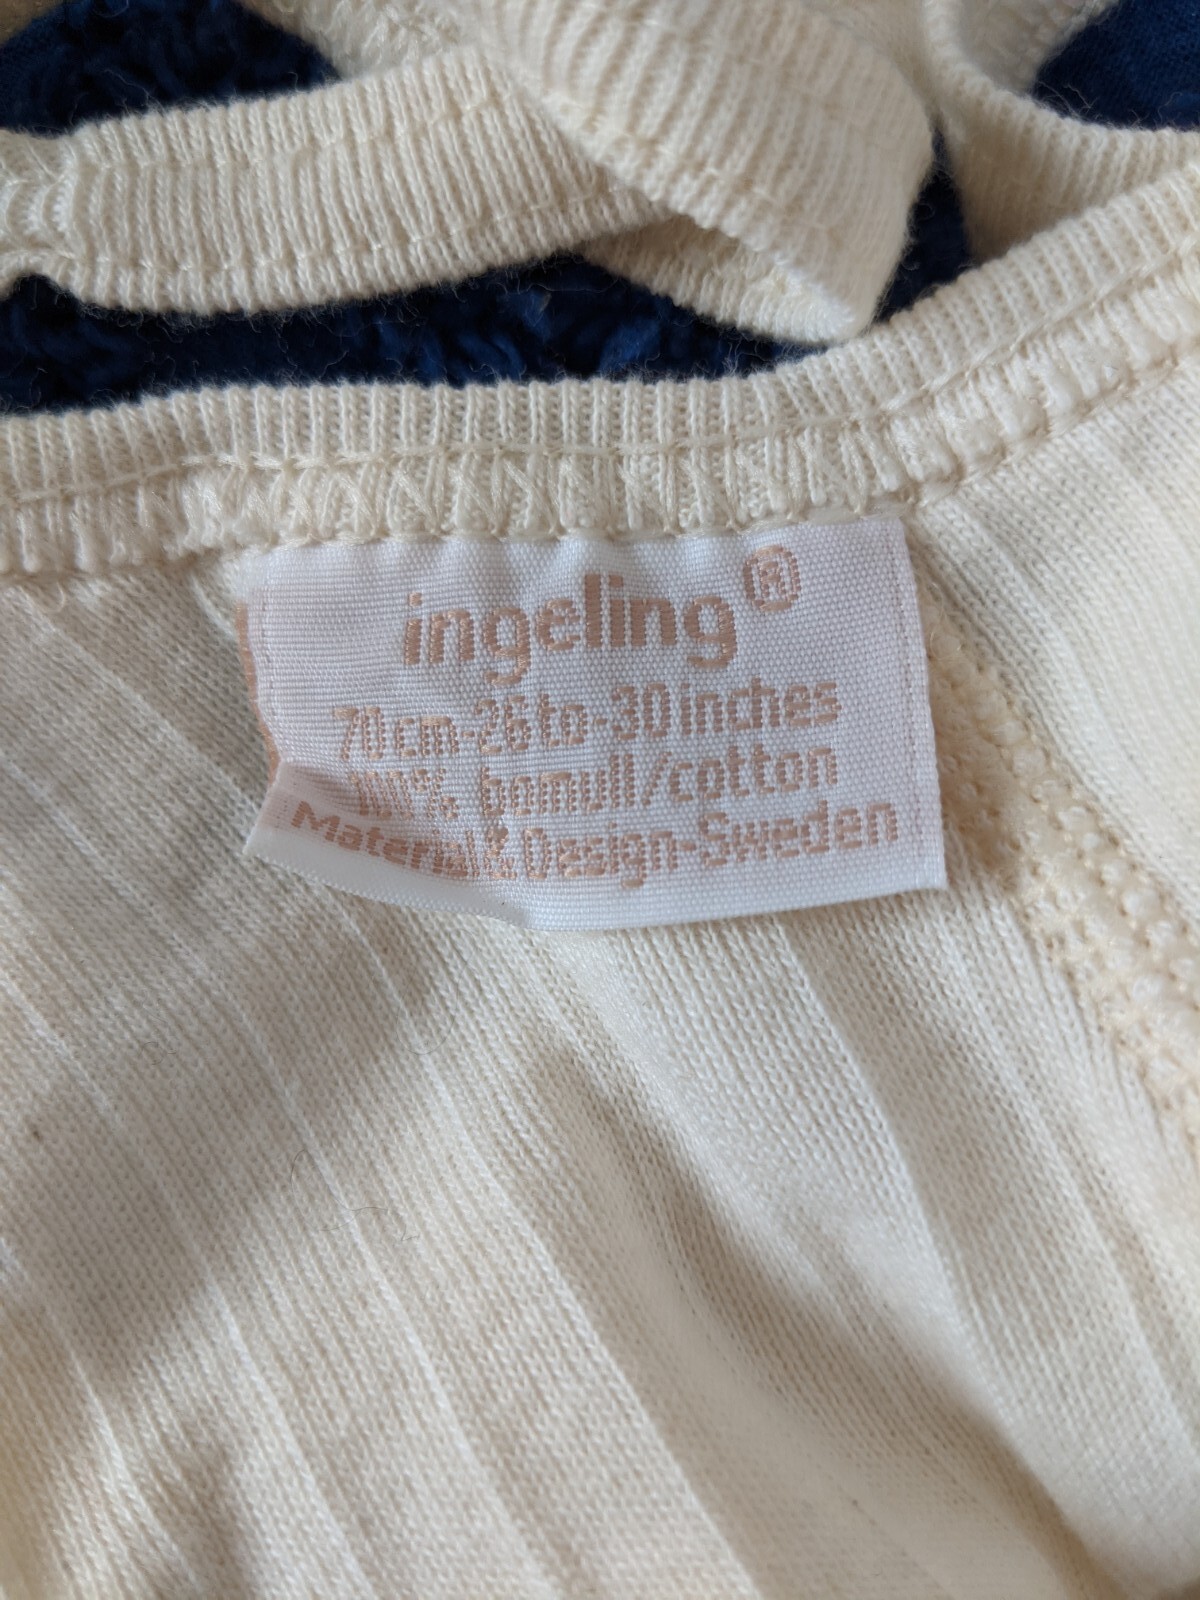 ingeling®
70 cm-26 to-30 inches
100% bomull/cotton
Material & Design-Sweden